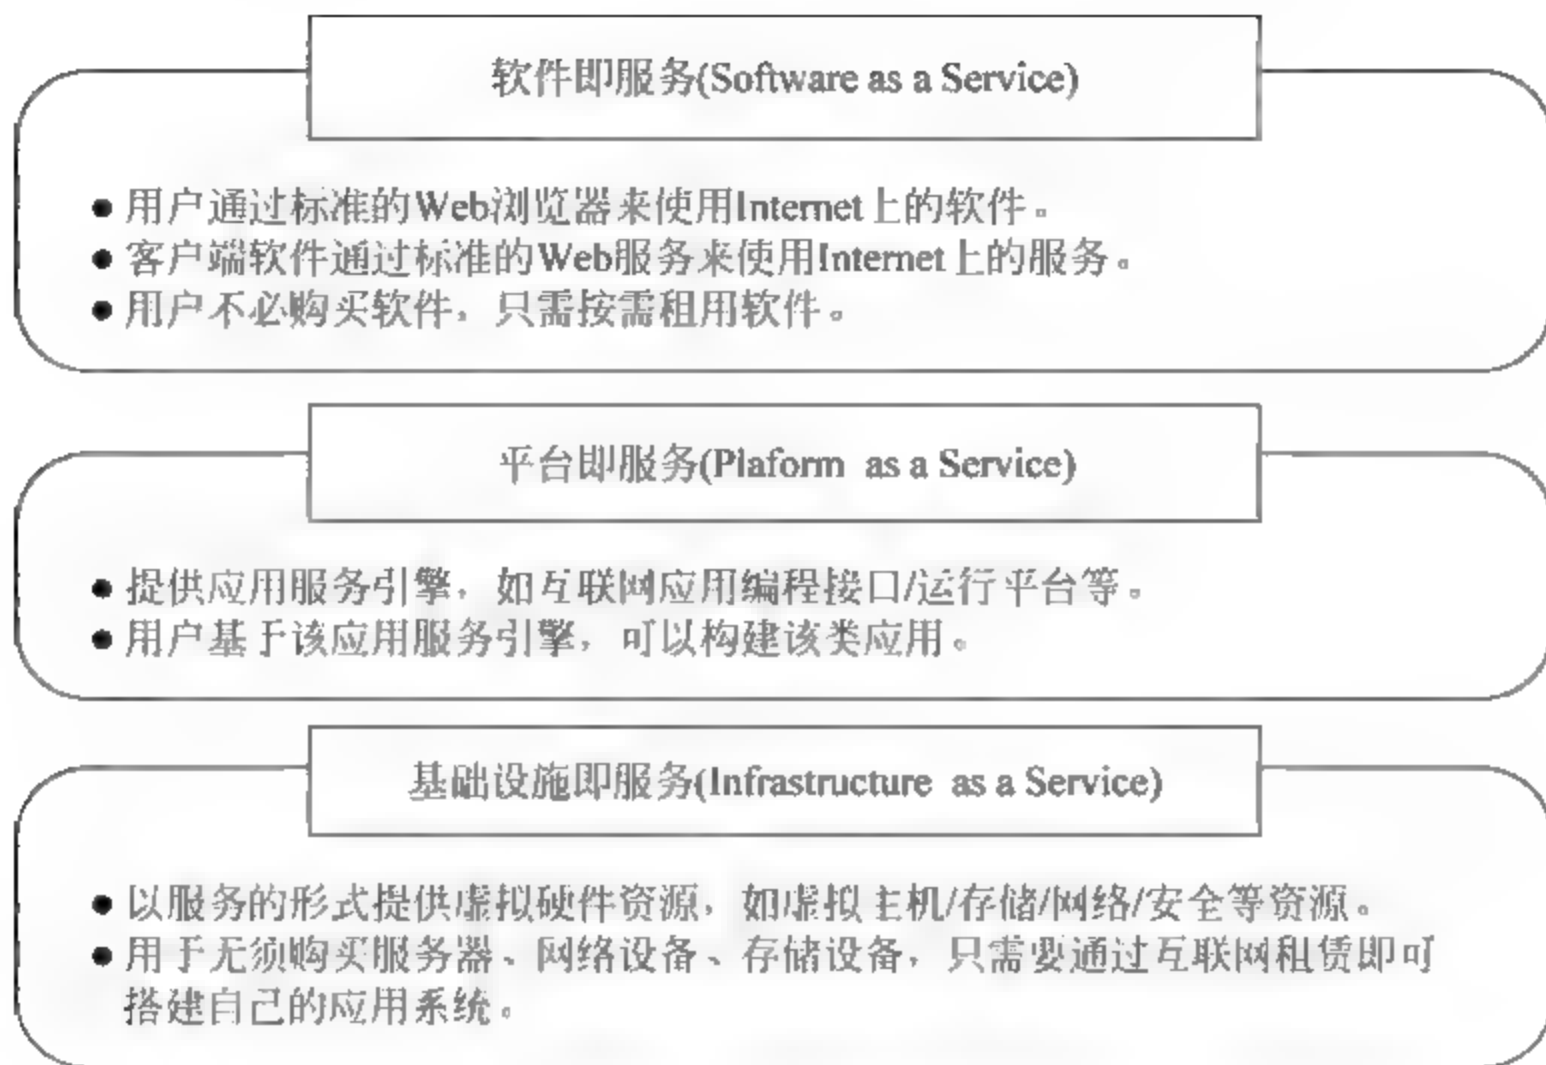 软件即服务(Software as a Service)
● 用户通过标准的Web浏览器来使用Internet上的软件。
● 客户端软件通过标准的Web服务来使用Internet上的服务。
● 用户不必购买软件，只需按需租用软件。
平台即服务(Plaform as a Service)
● 提供应用服务引擎，如互联网应用编程接口/运行平台等。
● 用户基于该应用服务引擎，可以构建该类应用。
基础设施即服务(Infrastructure as a Service)
● 以服务的形式提供虚拟硬件资源，如虚拟主机/存储/网络/安全等资源。
● 用于无须购买服务器、网络设备、存储设备，只需要通过互联网租赁即可
搭建自己的应用系统。